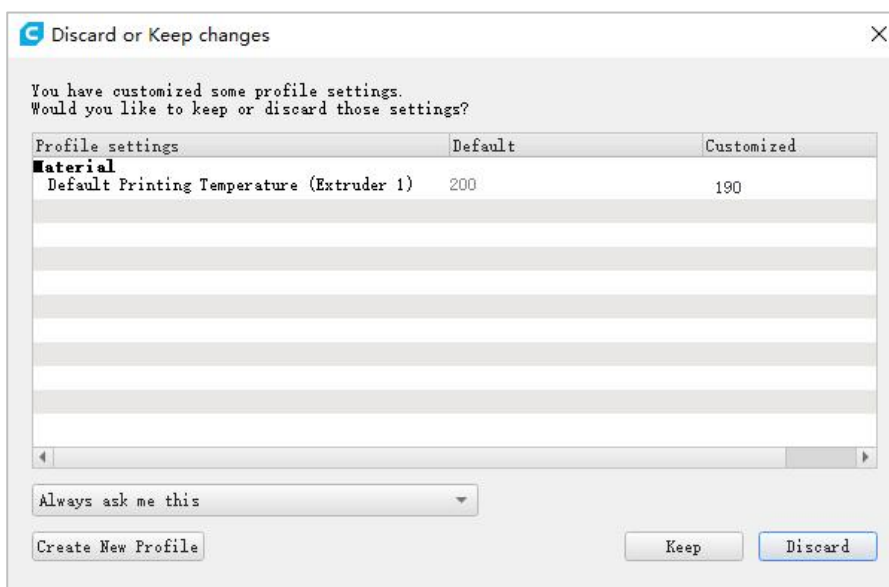 Discard or Keep changes
You have customized some profile settings.
Would you like to keep or discard those settings?
Profile settings Default Customized
Material
Default Printing Temperature (Extruder 1) 200 190
Always ask me this
Create New Profile Keep Discard